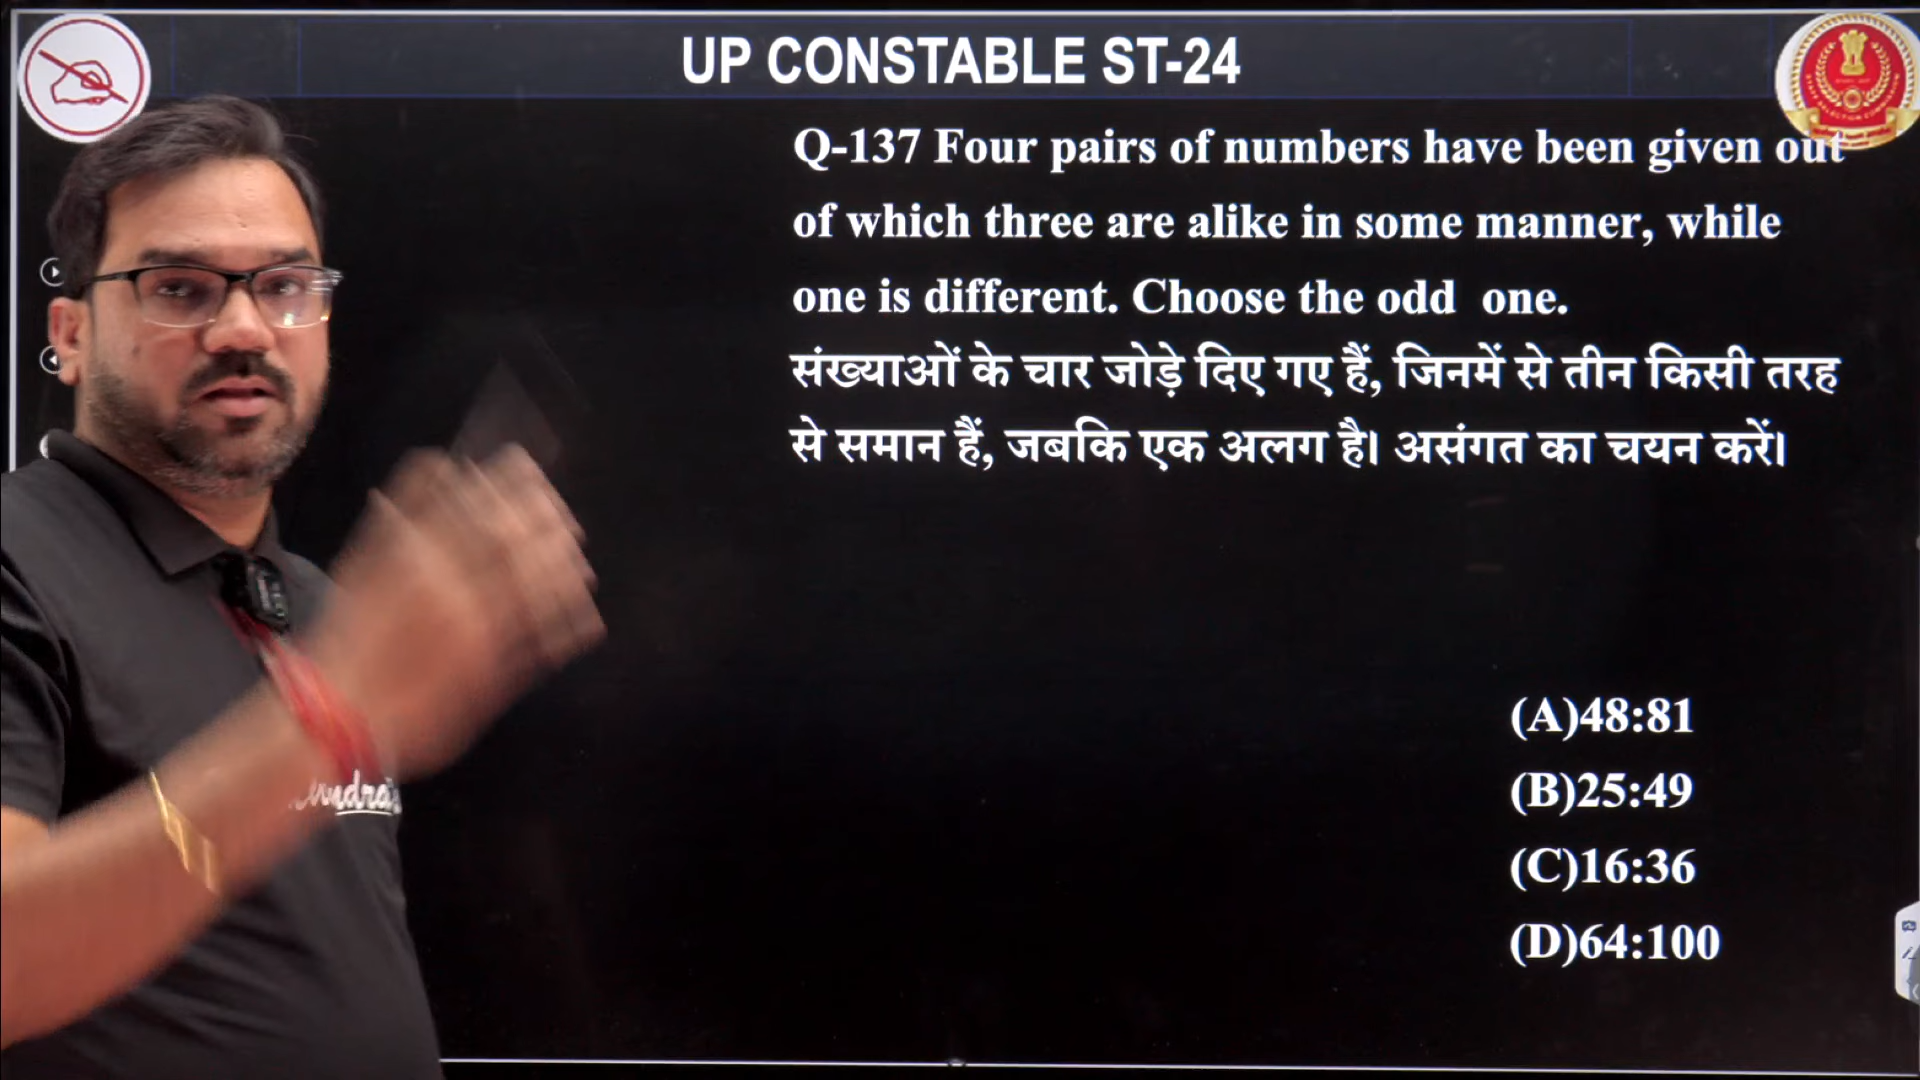 UP CONSTABLE ST-24
Q-137 Four pairs of numbers have been given out
of which three are alike in some manner, while
one is different. Choose the odd one.
संख्याओं के चार जोड़े दिए गए हैं, जिनमें से तीन किसी तरह
से समान हैं, जबकि एक अलग है। असंगत का चयन करें।
(A)48:81
(B)25:49
(C)16:36
(D)64:100